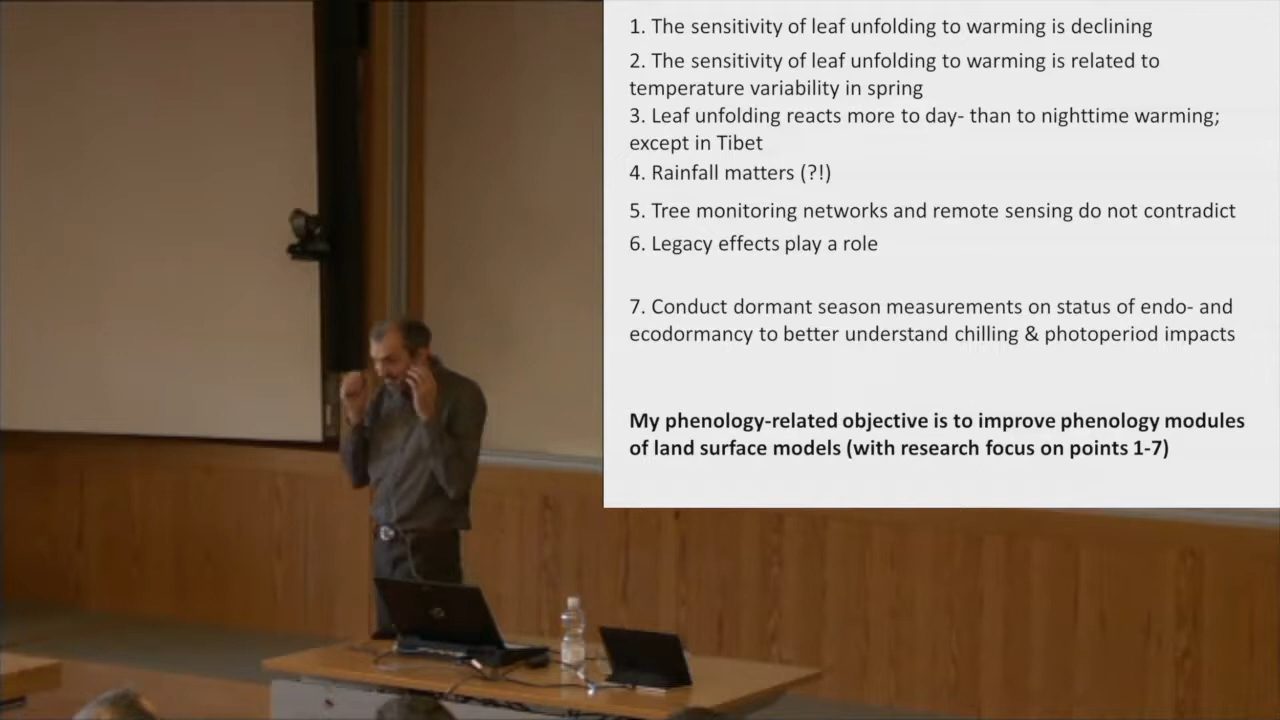 1. The sensitivity of leaf unfolding to warming is declining
2. The sensitivity of leaf unfolding to warming is related to
temperature variability in spring
3. Leaf unfolding reacts more to day- than to nighttime warming;
except in Tibet
4. Rainfall matters (?!)
5. Tree monitoring networks and remote sensing do not contradict
6. Legacy effects play a role
7. Conduct dormant season measurements on status of endo- and
ecodormancy to better understand chilling & photoperiod impacts
My phenology-related objective is to improve phenology modules
of land surface models (with research focus on points 1-7)